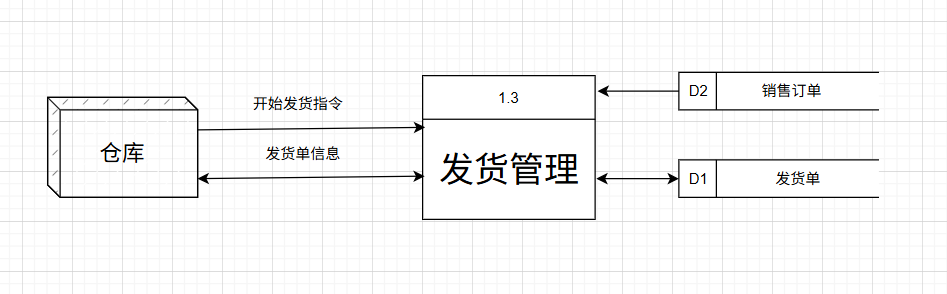 开始发货指令
仓库
发货单信息
1.3
发货管理
D2 销售订单
D1 发货单